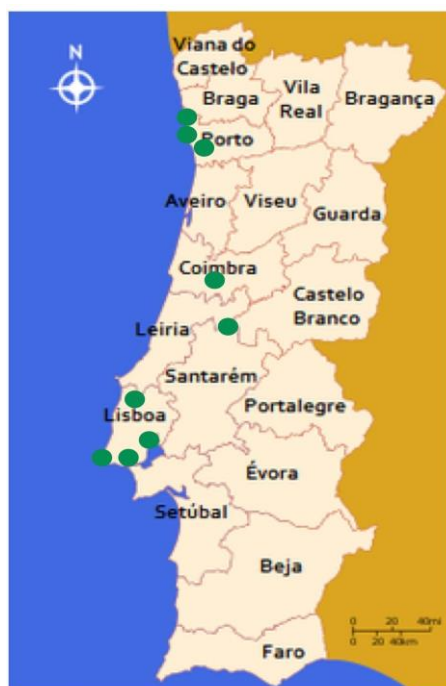 N
Viana do
Castelo
Braga
Vila
Real
Bragança
Porto
Aveiro
Viseu
Guarda
Coimbra
Castelo
Branco
Leiria
Santarém
Portalegre
Lisboa
Évora
Setúbal
Beja
0 20 40mi
0 20 40km
Faro